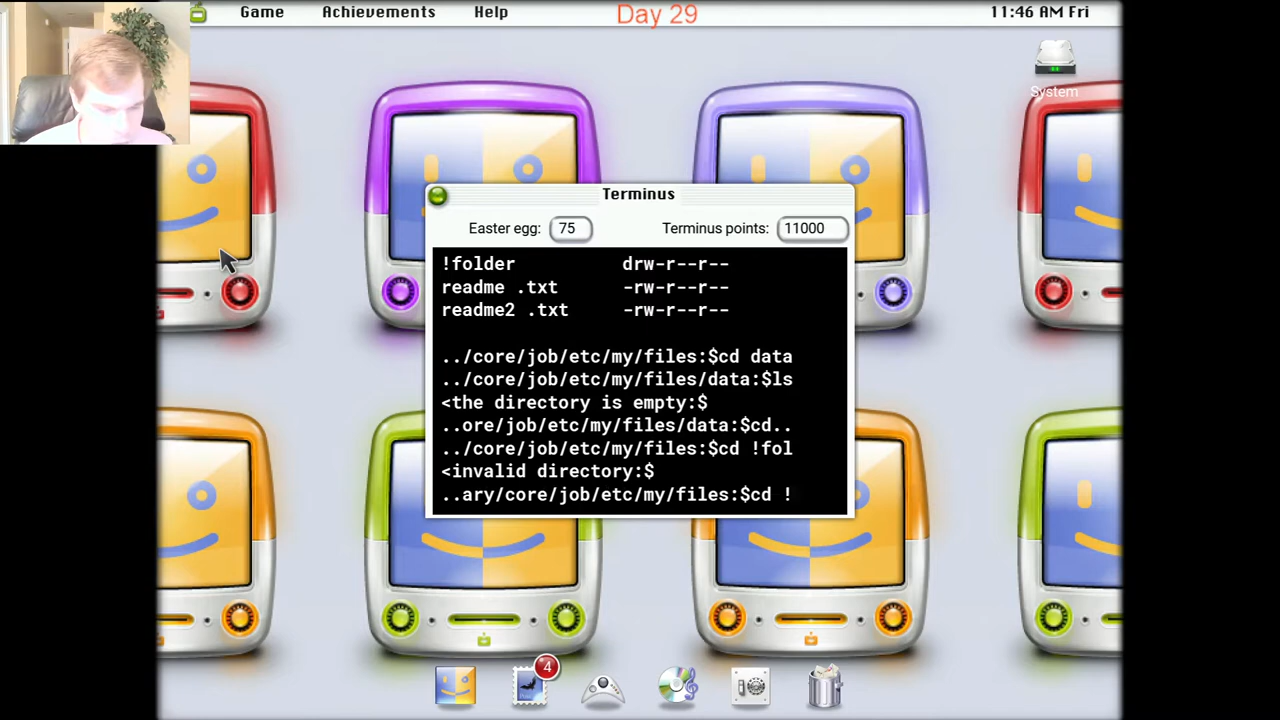 Game Achievements Help Day 29 11:46 AM Fri
System
Terminus
Easter egg: 75 Terminus points: 11000
!folder drw-r--r--
readme .txt -rw-r--r--
readme2 .txt -rw-r--r--
../core/job/etc/my/files:$cd data
../core/job/etc/my/files/data:$ls
<the directory is empty:$
..ore/job/etc/my/files/data:$cd..
../core/job/etc/my/files:$cd !fol
<invalid directory:$
..ary/core/job/etc/my/files:$cd !
4